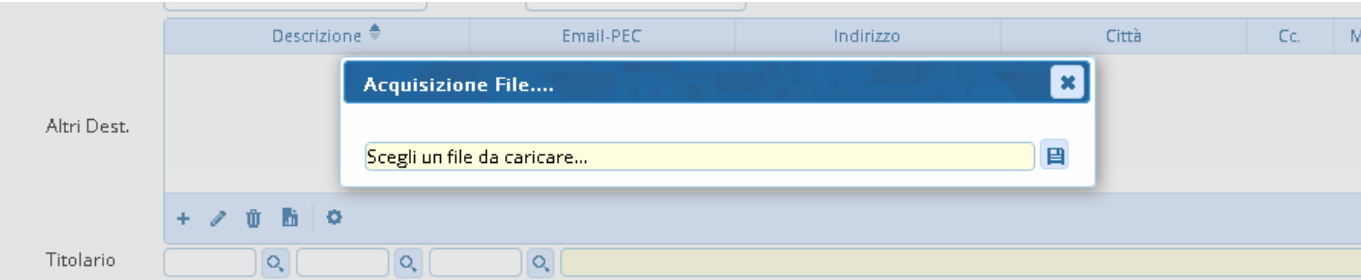 Descrizione Email-PEC Indirizzo Città Cc. M
Acquisizione File....
Altri Dest.
Scegli un file da caricare...
Titolario